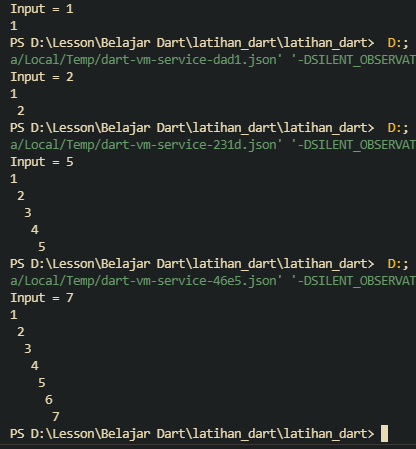 Input = 1
1
PS D:\Lesson\Belajar Dart\latihan_dart\latihan_dart>  D:;
a/Local/Temp/dart-vm-service-dad1.json' '-DSILENT_OBSERVAT
Input = 2
1
 2
PS D:\Lesson\Belajar Dart\latihan_dart\latihan_dart>  D:;
a/Local/Temp/dart-vm-service-231d.json' '-DSILENT_OBSERVAT
Input = 5
1
 2
  3
   4
    5
PS D:\Lesson\Belajar Dart\latihan_dart\latihan_dart>  D:;
a/Local/Temp/dart-vm-service-46e5.json' '-DSILENT_OBSERVAT
Input = 7
1
 2
  3
   4
    5
     6
      7
PS D:\Lesson\Belajar Dart\latihan_dart\latihan_dart>